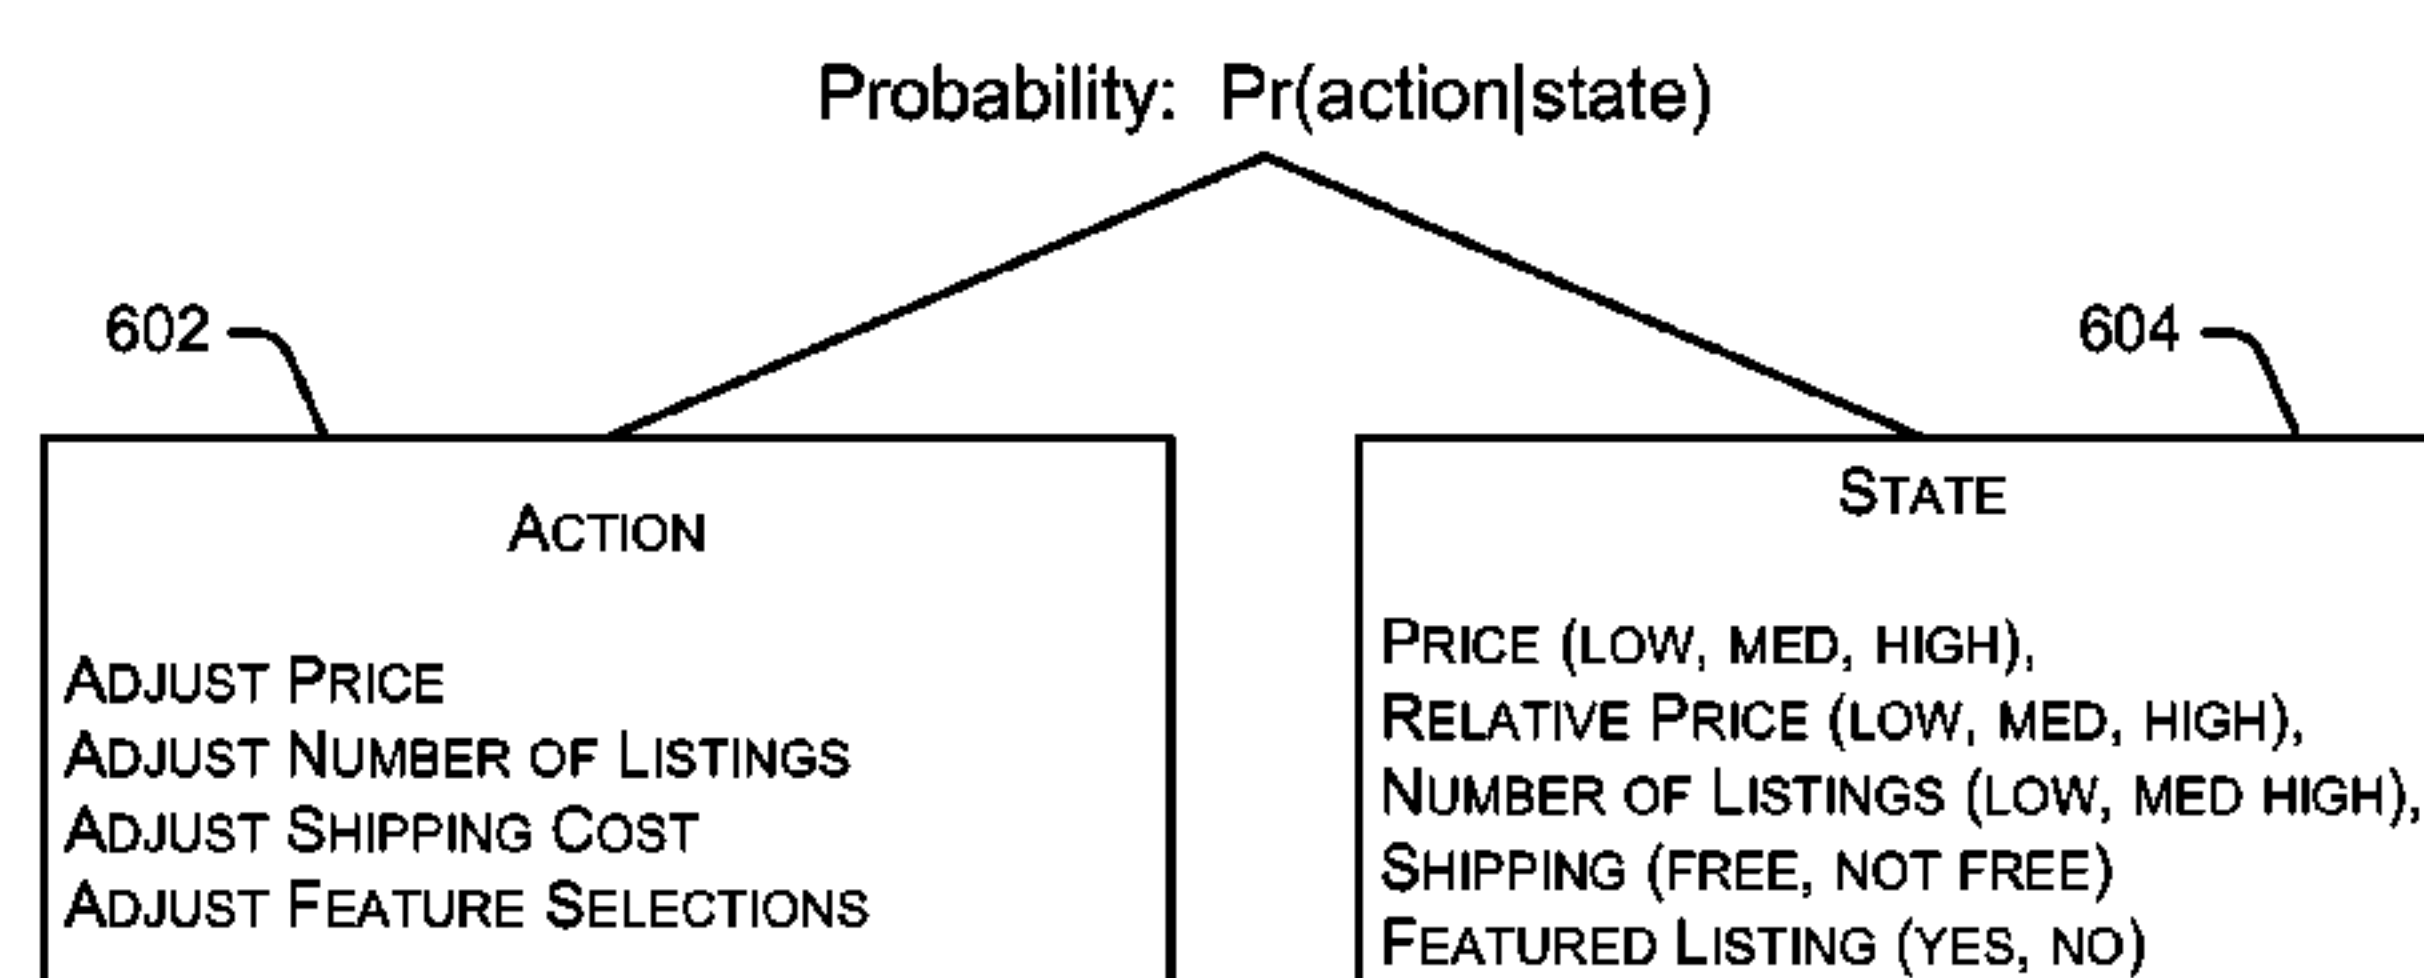 Probability: Pr(action|state)
602
604
ACTION
ADJUST PRICE
ADJUST NUMBER OF LISTINGS
ADJUST SHIPPING COST
ADJUST FEATURE SELECTIONS
STATE
PRICE (LOW, MED, HIGH),
RELATIVE PRICE (LOW, MED, HIGH),
NUMBER OF LISTINGS (LOW, MED HIGH),
SHIPPING (FREE, NOT FREE)
FEATURED LISTING (YES, NO)